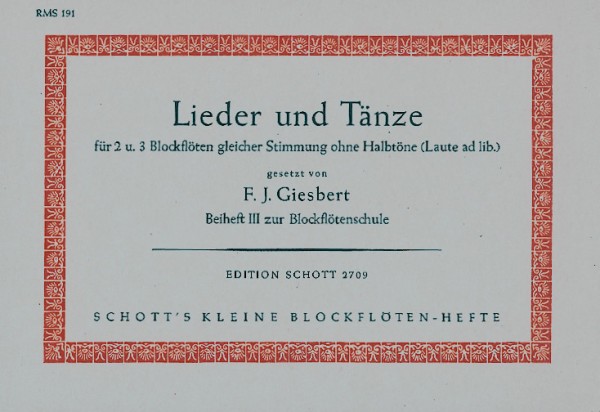 RMS 191
Lieder und Tänze
für 2 u. 3 Blockflöten gleicher Stimmung ohne Halbtöne (Laute ad lib.)
gesetzt von
F. J. Giesbert
Beiheft III zur Blockflötenschule
EDITION SCHOTT 2709
SCHOTT'S KLEINE BLOCKFLÖTEN-HEFTE